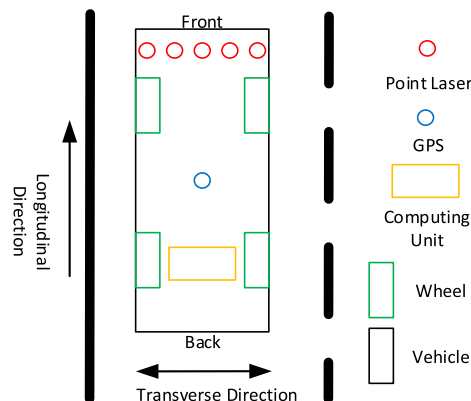 Front
Point Laser
GPS
Longitudinal
Direction
Computing
Unit
Wheel
Back
Vehicle
Transverse Direction